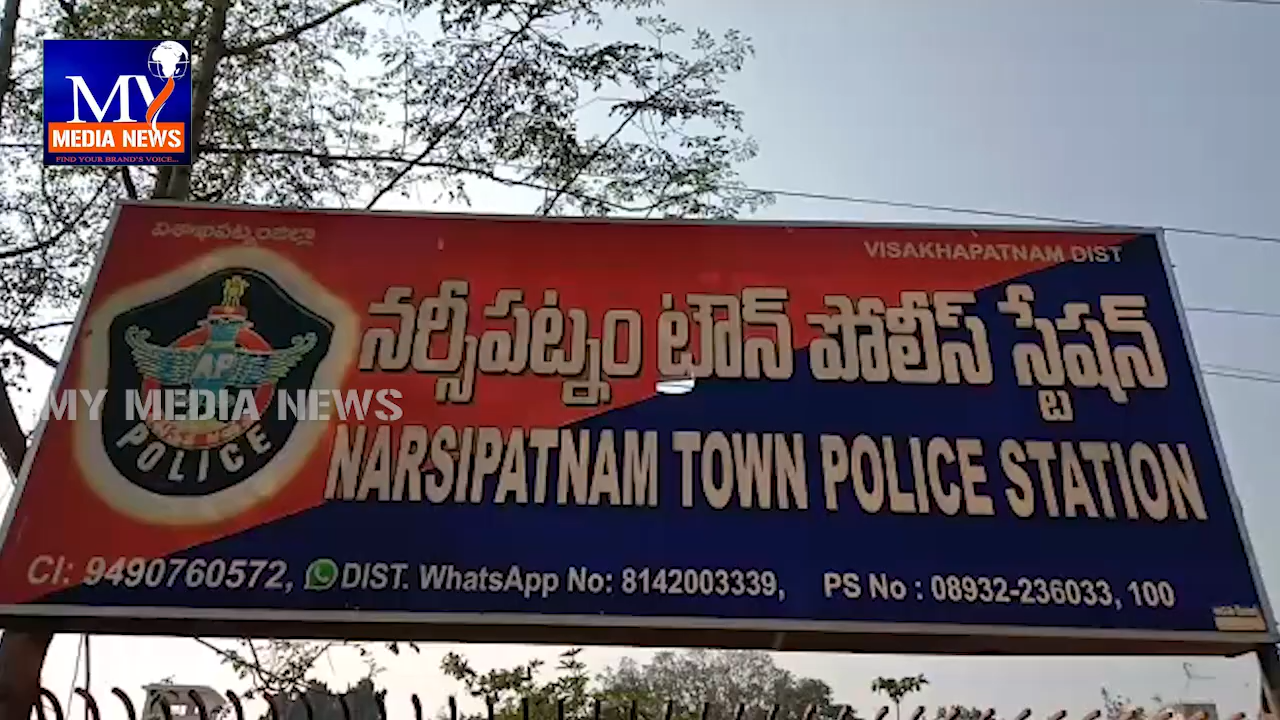 MY
MEDIA NEWS
FIND YOUR BRAND'S VOICE...
విశాఖపట్నంజిల్లా
VISAKHAPATNAM DIST
నర్సీపట్నం టౌన్ పోలీస్ స్టేషన్
AP
POLICE
MY MEDIA NEWS
NARSIPATNAM TOWN POLICE STATION
CI: 9490760572, DIST. WhatsApp No: 8142003339, PS No : 08932-236033, 100